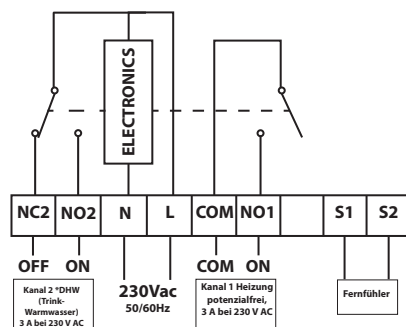 ELECTRONICS
NC2 NO2 N L COM NO1 S1 S2
OFF ON 230Vac COM ON
50/60Hz
Kanal 2 *DHW
(Trink-
Warmwasser)
3 A bei 230 V AC
Kanal 1 Heizung
potenzialfrei,
3 A bei 230 V AC
Fernfühler